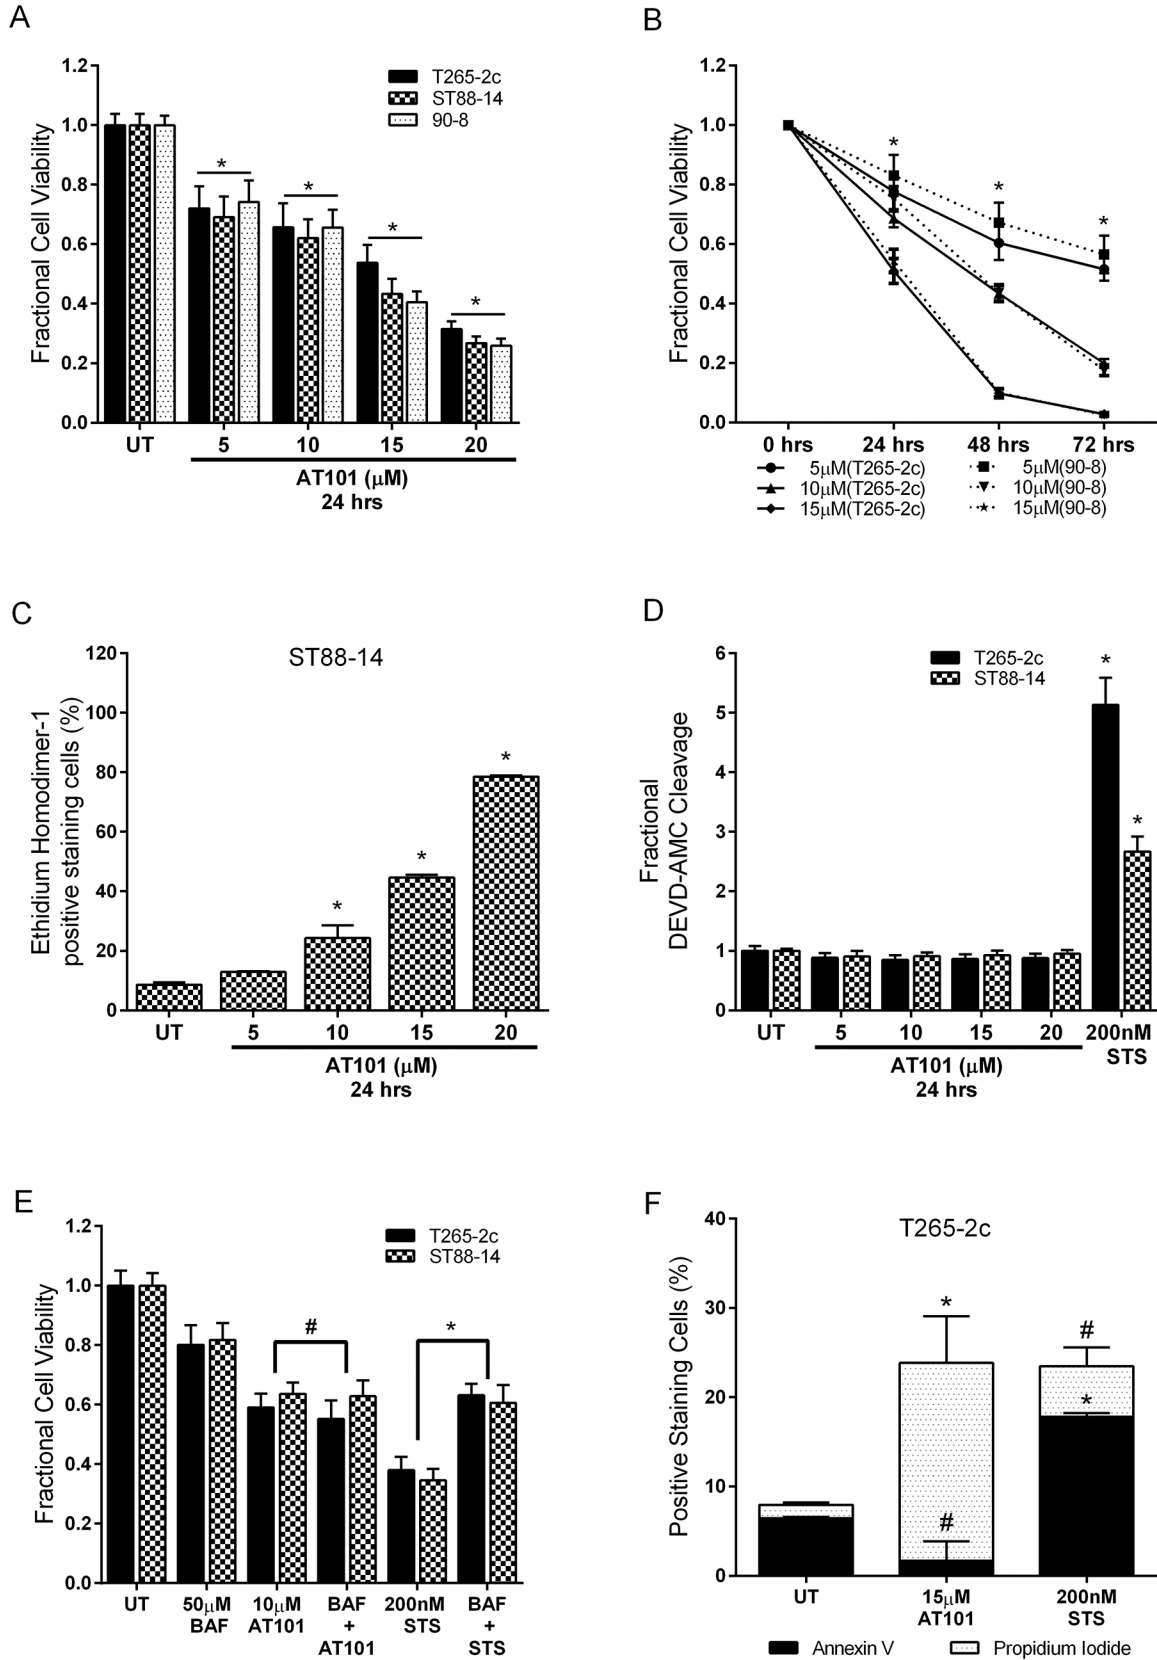 A
Fractional Cell Viability
1.2
1.0
0.8
0.6
0.4
0.2
0.0
T265-2c
ST88-14
90-8
*
*
*
*
UT
5
10
15
20
AT101 (μM)
24 hrs
B
Fractional Cell Viability
1.2
1.0
0.8
0.6
0.4
0.2
0.0
*
*
*
0 hrs
24 hrs
48 hrs
72 hrs
5μM(T265-2c)
10μM(T265-2c)
15μM(T265-2c)
5μM(90-8)
10μM(90-8)
15μM(90-8)
C
ST88-14
Ethidium Homodimer-1
positive staining cells (%)
120
100
80
60
40
20
0
*
*
*
UT
5
10
15
20
AT101 (μM)
24 hrs
D
Fractional
DEVD-AMC Cleavage
6
5
4
3
2
1
0
T265-2c
ST88-14
*
*
UT
5
10
15
20
200nM
STS
AT101 (μM)
24 hrs
E
Fractional Cell Viability
1.2
1.0
0.8
0.6
0.4
0.2
0.0
T265-2c
ST88-14
#
*
UT
50μM
BAF
10μM
AT101
BAF
+
AT101
200nM
STS
BAF
+
STS
F
T265-2c
Positive Staining Cells (%)
40
30
20
10
0
*
#
#
*
UT
15μM
AT101
200nM
STS
Annexin V
Propidium Iodide